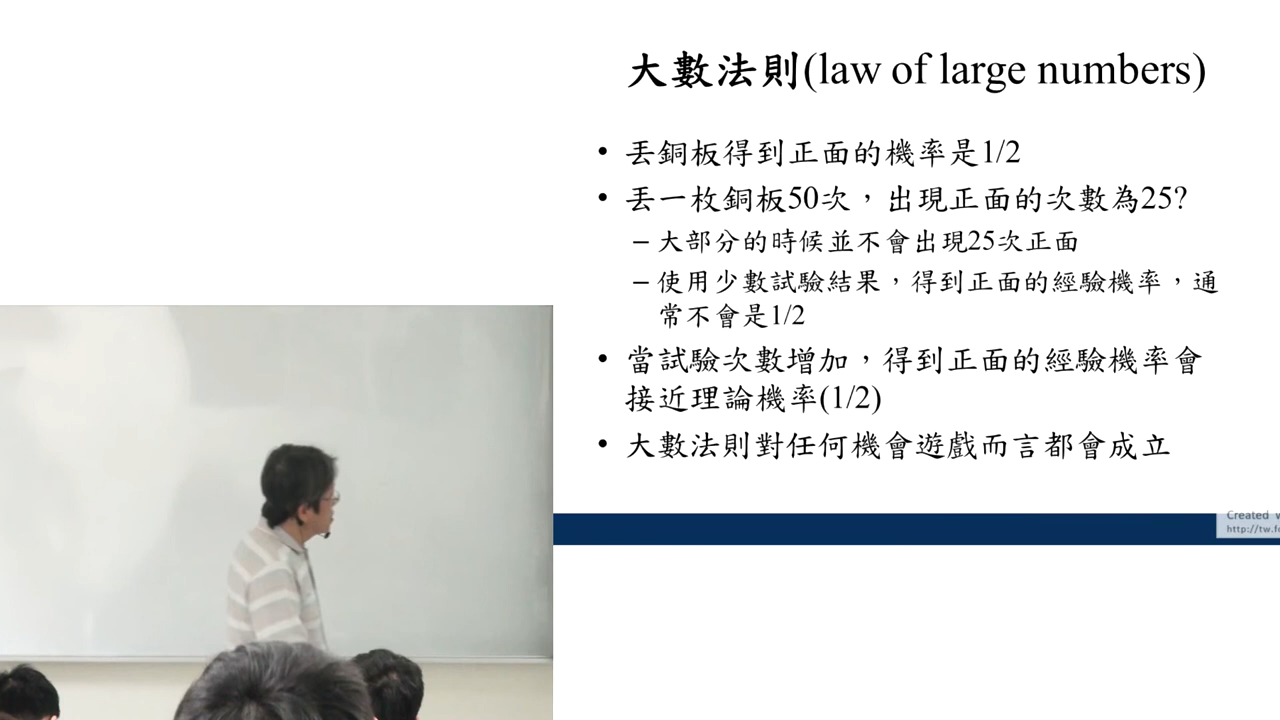 大數法則(law of large numbers)
• 丟銅板得到正面的機率是1/2
• 丟一枚銅板50次，出現正面的次數為25?
– 大部分的時候並不會出現25次正面
– 使用少數試驗結果，得到正面的經驗機率，通
常不會是1/2
• 當試驗次數增加，得到正面的經驗機率會
接近理論機率(1/2)
• 大數法則對任何機會遊戲而言都會成立
Created
http://tw.f